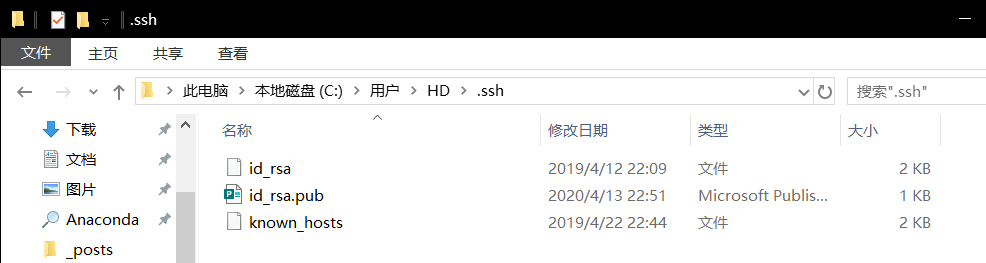 .ssh
文件 主页 共享 查看
此电脑 本地磁盘 (C:) 用户 HD .ssh 搜索".ssh"
下载 名称 修改日期 类型 大小
文档 id_rsa 2019/4/12 22:09 文件 2 KB
图片 id_rsa.pub 2020/4/13 22:51 Microsoft Publis... 1 KB
Anaconda known_hosts 2019/4/22 22:44 文件 2 KB
_posts